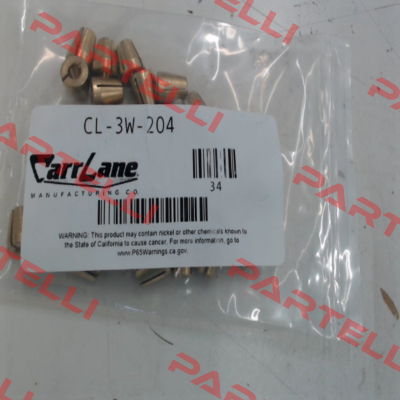 CL-3W-204
CarrLane®
MANUFACTURING CO.
34
WARNING: This product may contain nickel or other chemicals known to
the State of California to cause cancer. For more information, go to
www.P65Warnings.ca.gov.
PARTELLI
PARTELLI
PARTELLI
PARTELLI